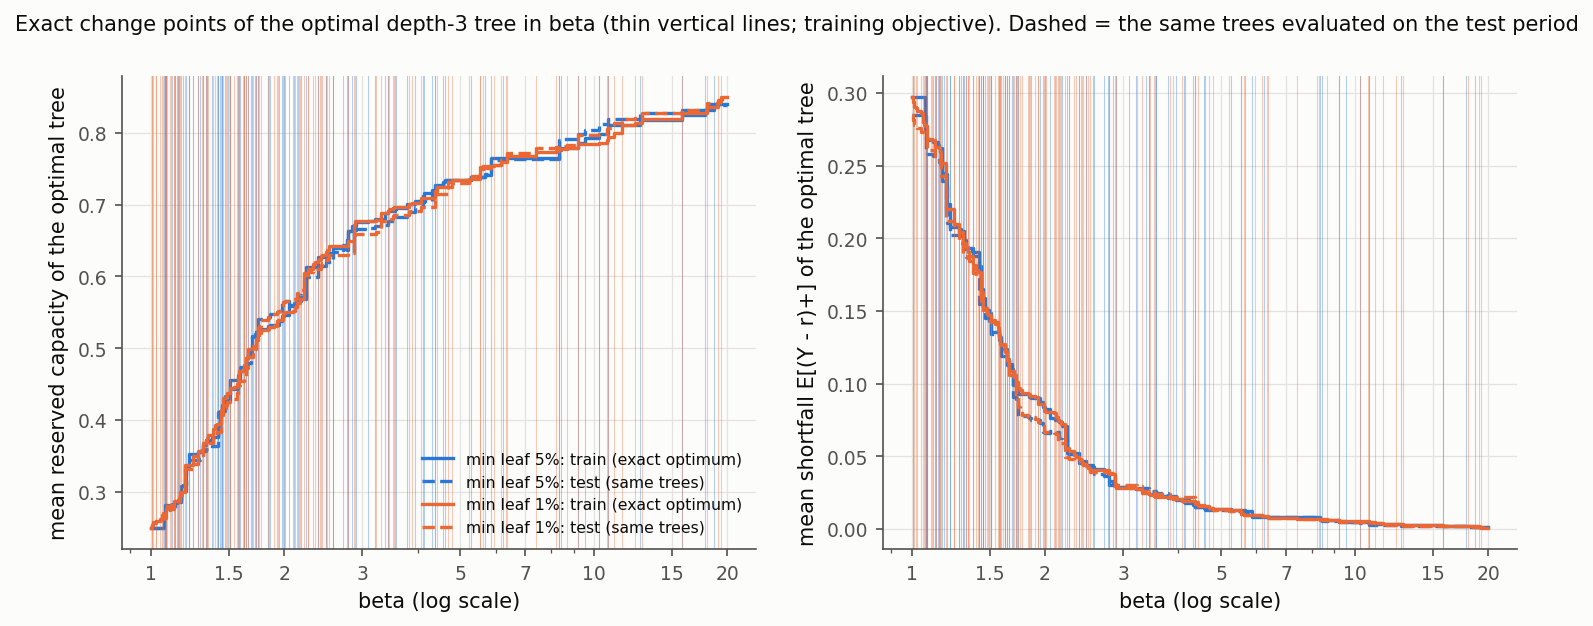 Exact change points of the optimal depth-3 tree in beta (thin vertical lines; training objective). Dashed = the same trees evaluated on the test period
mean reserved capacity of the optimal tree
0.8
0.7
0.6
0.5
0.4
0.3
min leaf 5%: train (exact optimum)
min leaf 5%: test (same trees)
min leaf 1%: train (exact optimum)
min leaf 1%: test (same trees)
1 1.5 2 3 5 7 10 15 20
beta (log scale)
mean shortfall E[(Y - r)+] of the optimal tree
0.30
0.25
0.20
0.15
0.10
0.05
0.00
1 1.5 2 3 5 7 10 15 20
beta (log scale)